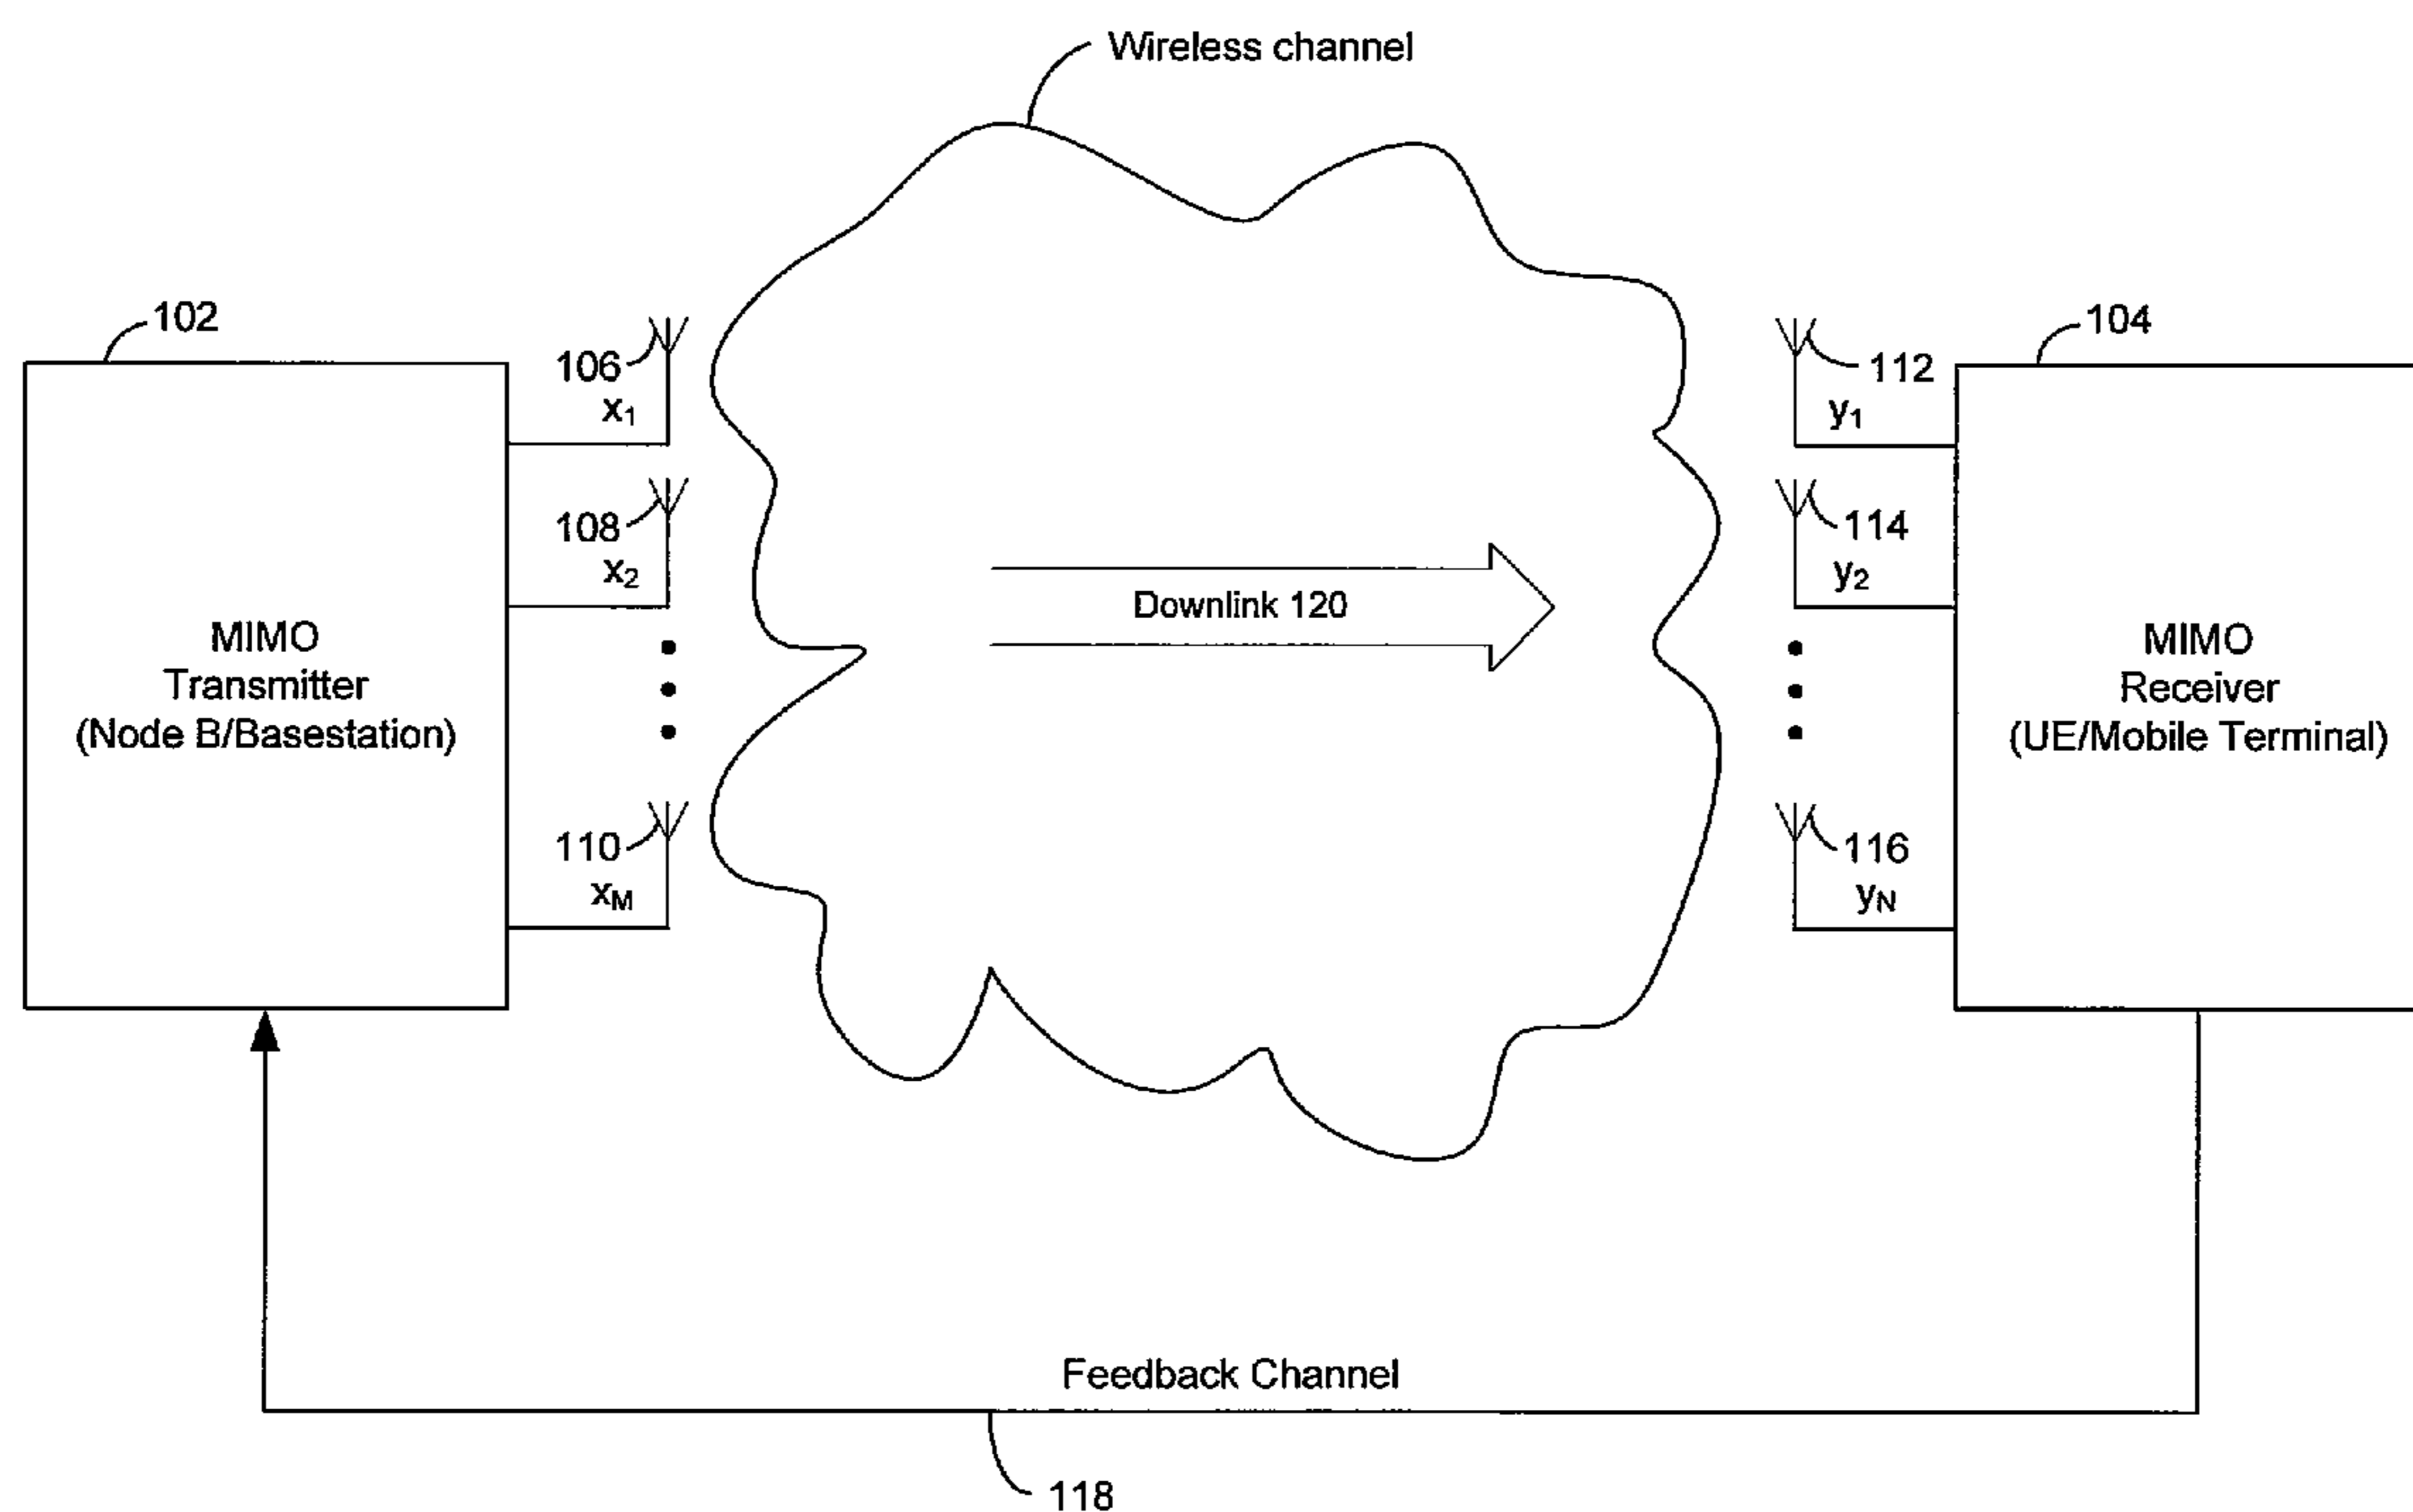 Wireless channel
102
104
106
x1
112
y1
108
x2
114
y2
Downlink 120
MIMO
Transmitter
(Node B/Basestation)
MIMO
Receiver
(UE/Mobile Terminal)
110
xM
116
yN
Feedback Channel
118